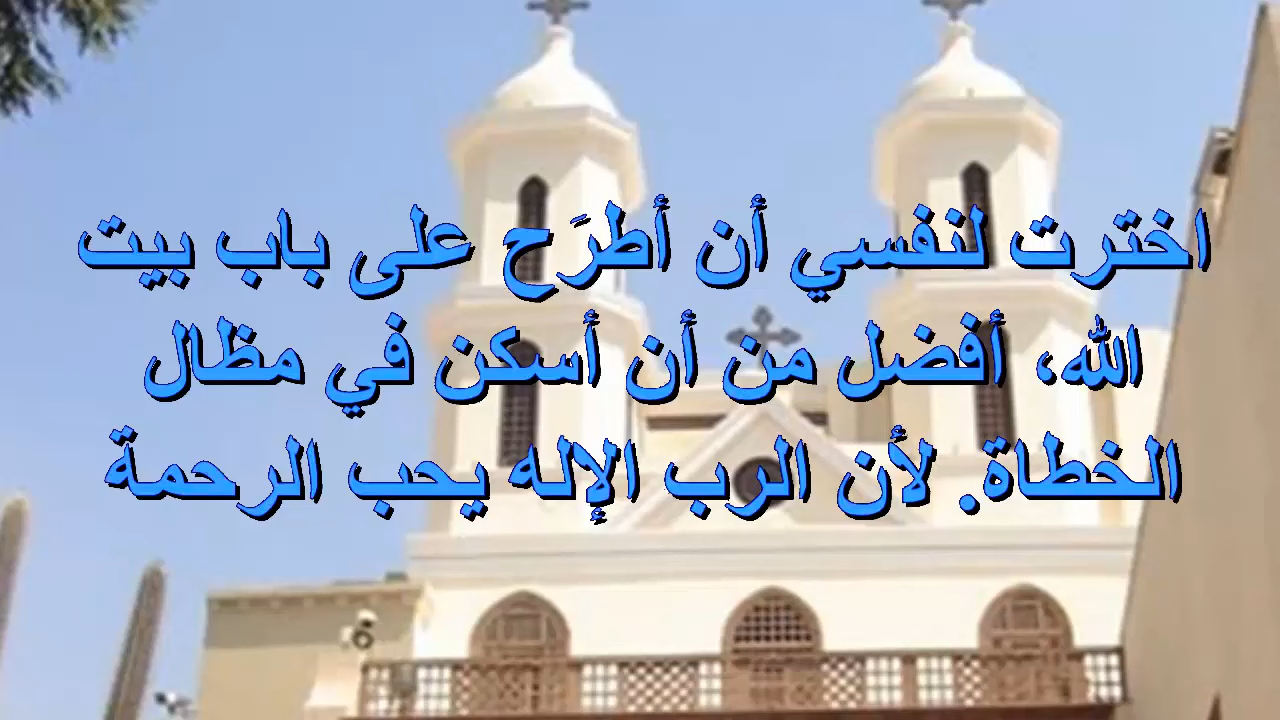 اخترت لنفسي أن أطرَح على باب بيت
الله، أفضل من أن أسكن في مظال
الخطاة. لأن الرب الإله يحب الرحمة